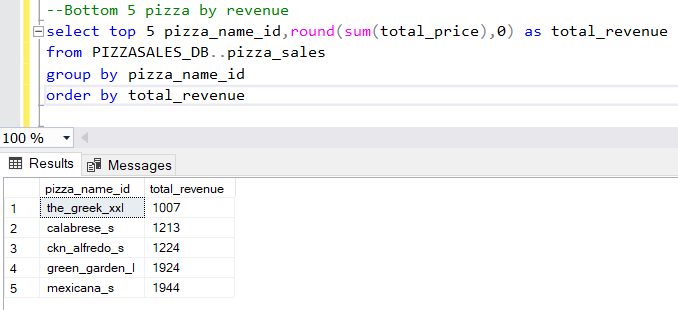 --Bottom 5 pizza by revenue
select top 5 pizza_name_id,round(sum(total_price),0) as total_revenue
from PIZZASALES_DB..pizza_sales
group by pizza_name_id
order by total_revenue
100 %
Results Messages
pizza_name_id total_revenue
1 the_greek_xxl 1007
2 calabrese_s 1213
3 ckn_alfredo_s 1224
4 green_garden_l 1924
5 mexicana_s 1944